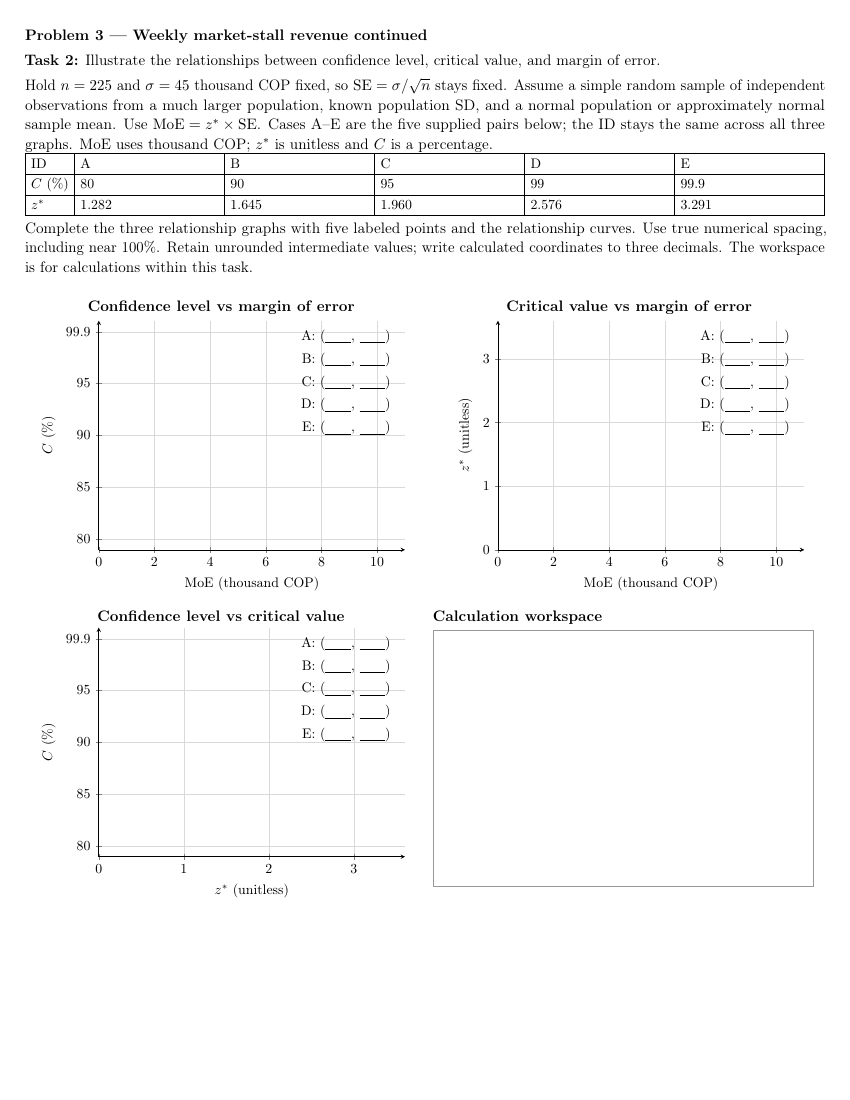 Problem 3 — Weekly market-stall revenue continued
Task 2: Illustrate the relationships between confidence level, critical value, and margin of error.
Hold n = 225 and σ = 45 thousand COP fixed, so SE = σ/√n stays fixed. Assume a simple random sample of independent
observations from a much larger population, known population SD, and a normal population or approximately normal
sample mean. Use MoE = z* × SE. Cases A–E are the five supplied pairs below; the ID stays the same across all three
graphs. MoE uses thousand COP; z* is unitless and C is a percentage.
ID A B C D E
C (%) 80 90 95 99 99.9
z* 1.282 1.645 1.960 2.576 3.291
Complete the three relationship graphs with five labeled points and the relationship curves. Use true numerical spacing,
including near 100%. Retain unrounded intermediate values; write calculated coordinates to three decimals. The workspace
is for calculations within this task.
Confidence level vs margin of error
99.9
95
90
85
80
C (%)
A: (___, ___)
B: (___, ___)
C: (___, ___)
D: (___, ___)
E: (___, ___)
0 2 4 6 8 10
MoE (thousand COP)
Critical value vs margin of error
3
2
1
0
z* (unitless)
A: (___, ___)
B: (___, ___)
C: (___, ___)
D: (___, ___)
E: (___, ___)
0 2 4 6 8 10
MoE (thousand COP)
Confidence level vs critical value
99.9
95
90
85
80
C (%)
A: (___, ___)
B: (___, ___)
C: (___, ___)
D: (___, ___)
E: (___, ___)
0 1 2 3
z* (unitless)
Calculation workspace